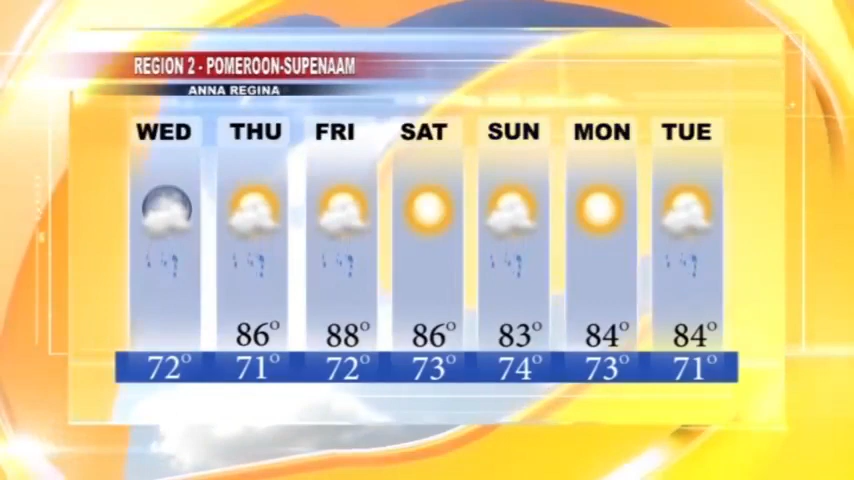 REGION 2 - POMEROON-SUPENAAM
ANNA REGINA
WED THU FRI SAT SUN MON TUE
86° 88° 86° 83° 84° 84°
72° 71° 72° 73° 74° 73° 71°